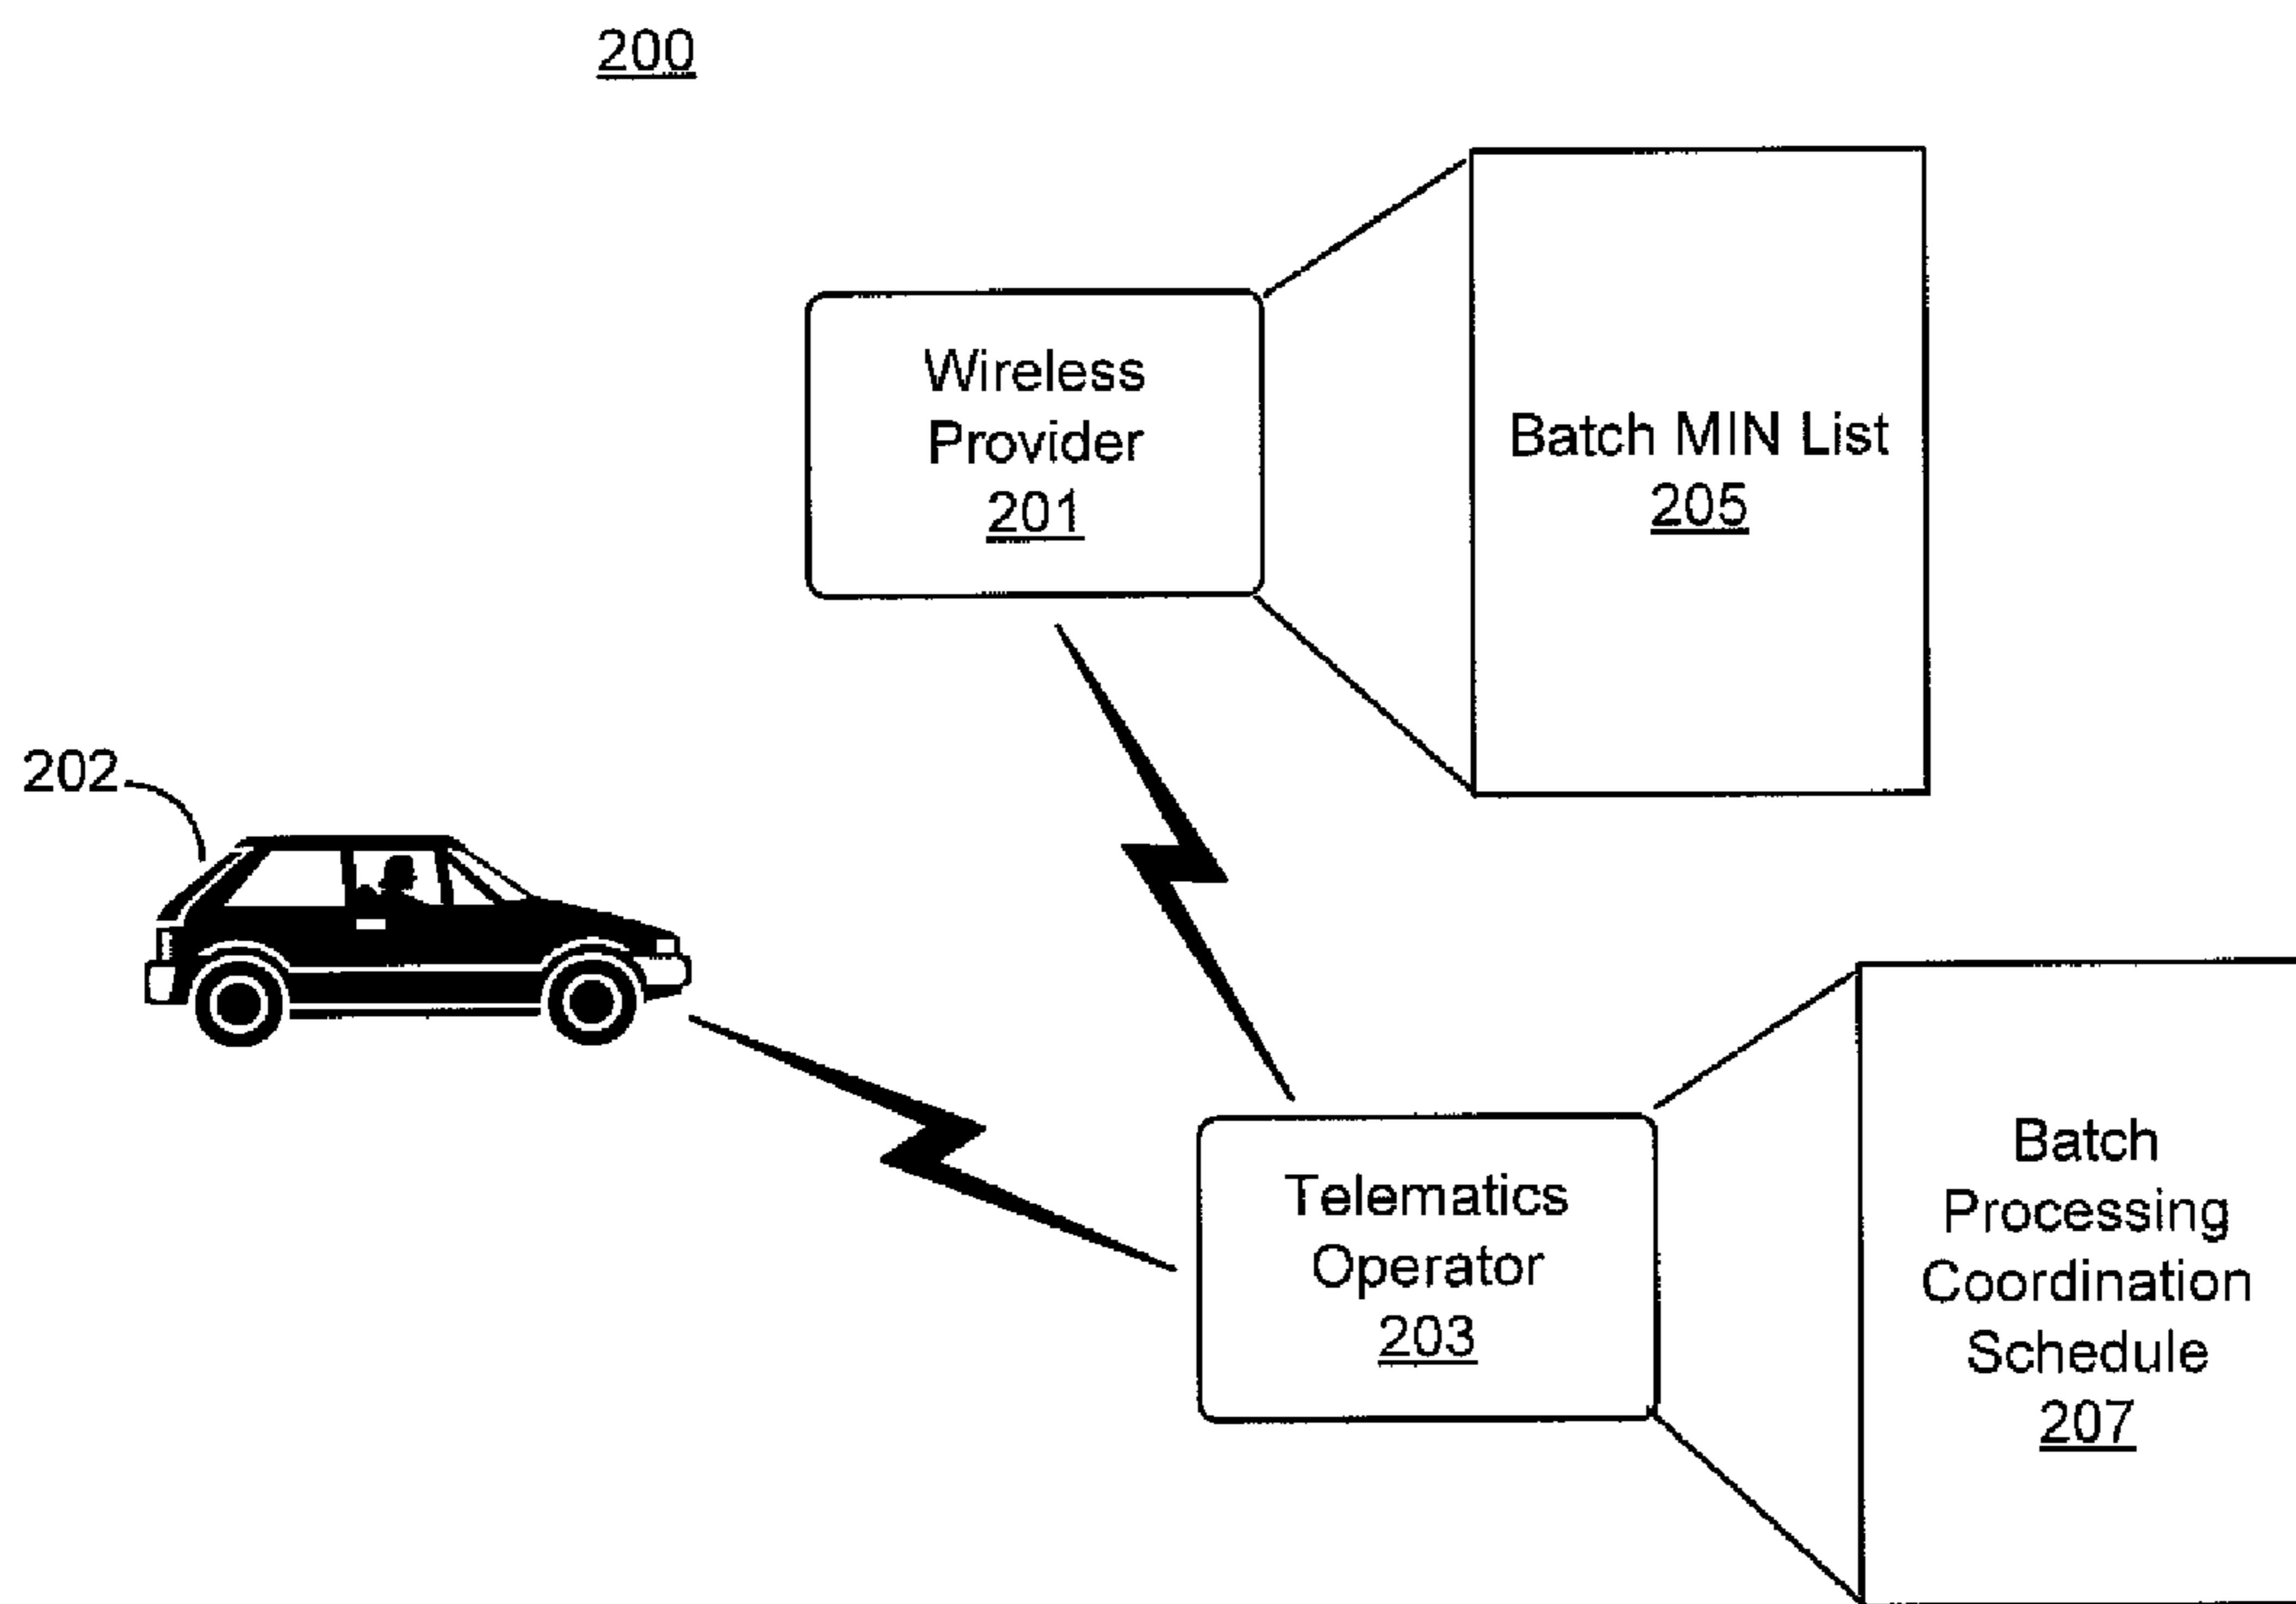 200
Wireless
Provider
201
Batch MIN List
205
202
Telematics
Operator
203
Batch
Processing
Coordination
Schedule
207